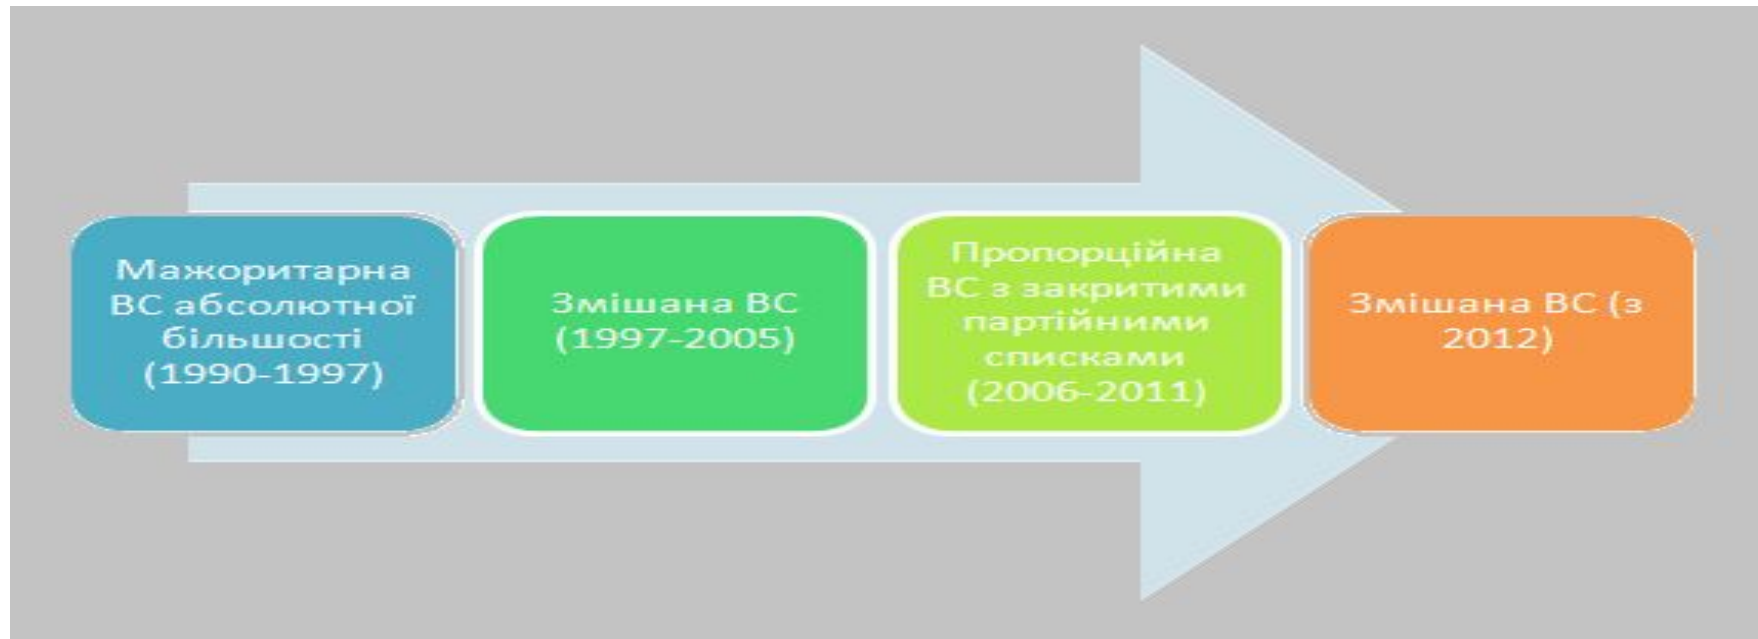 Мажоритарна
ВС абсолютної
більшості
(1990-1997)
Змішана ВС
(1997-2005)
Пропорційна
ВС з закритими
партійними
списками
(2006-2011)
Змішана ВС (з
2012)